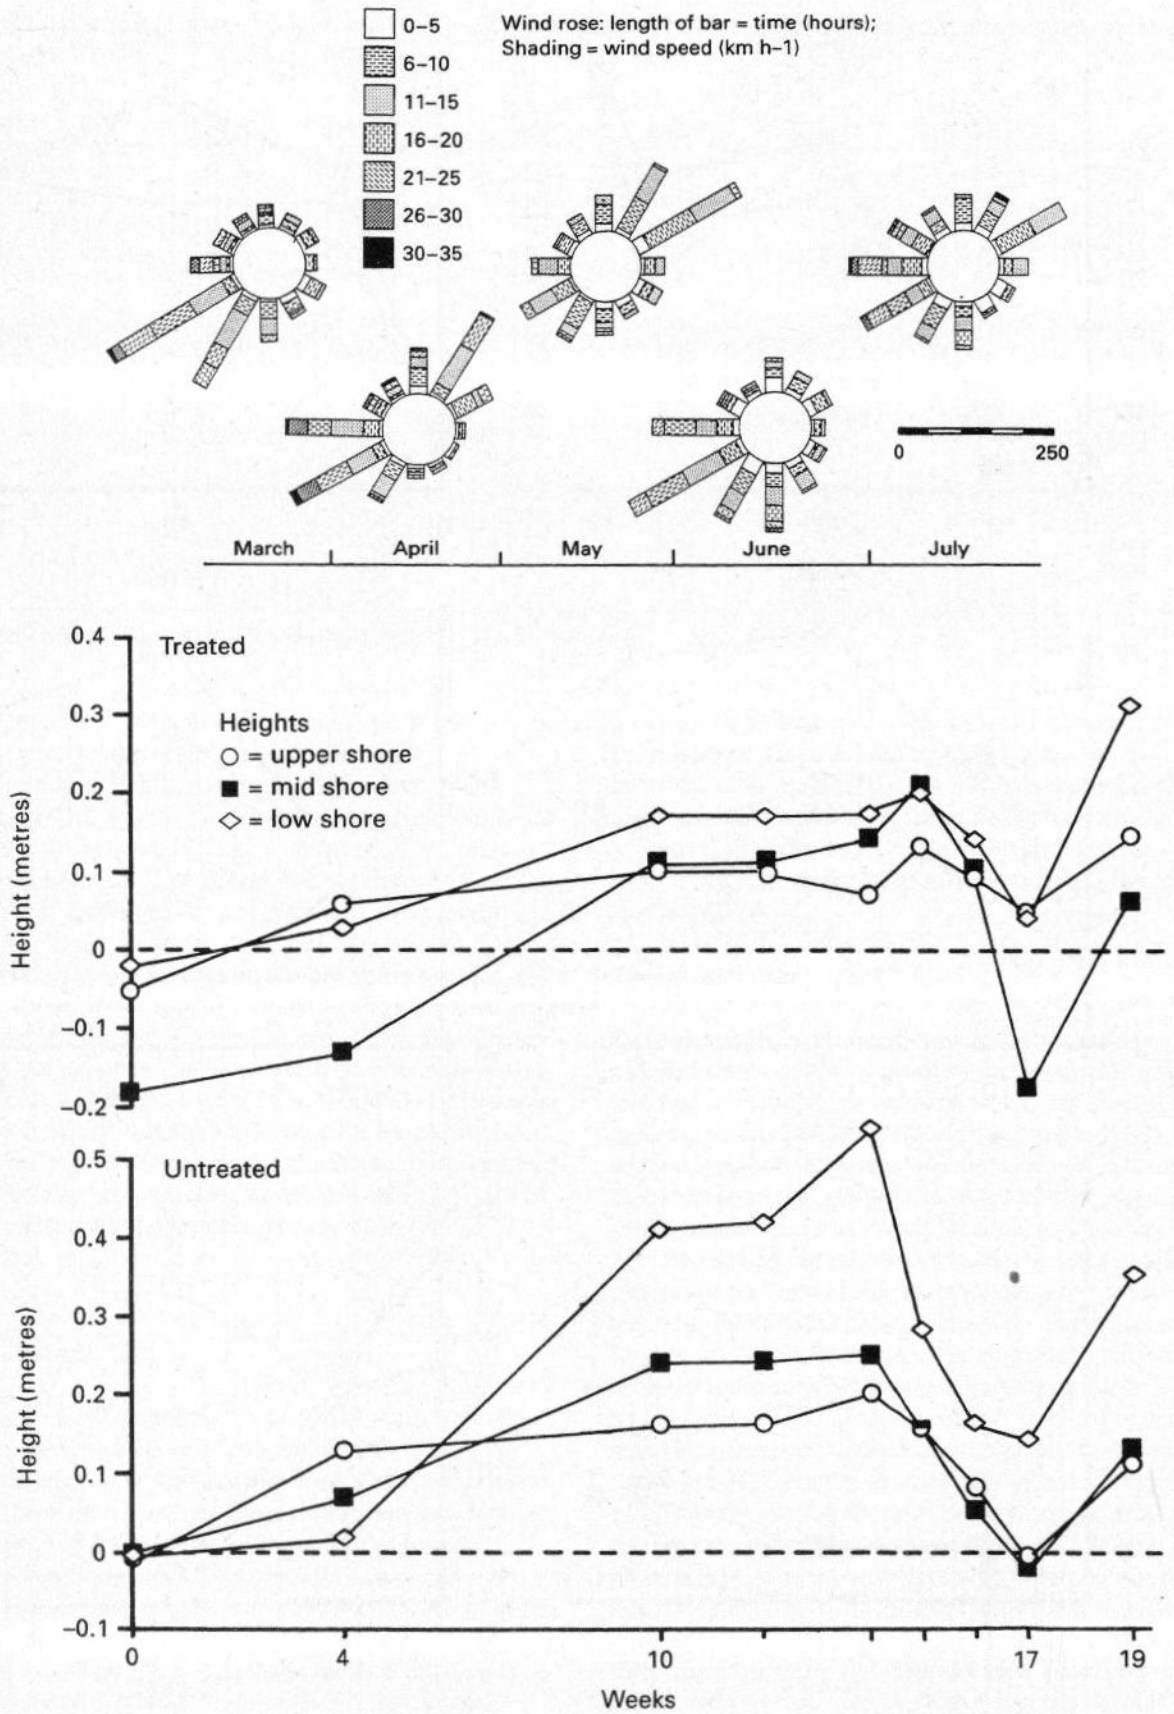 0–5
6–10
11–15
16–20
21–25
26–30
30–35
Wind rose: length of bar = time (hours);
Shading = wind speed (km h–1)
0 250
March April May June July
Treated
Heights
= upper shore
= mid shore
= low shore
Height (metres)
0.4
0.3
0.2
0.1
0
–0.1
–0.2
Untreated
Height (metres)
0.5
0.4
0.3
0.2
0.1
0
–0.1
0 4 10 17 19
Weeks